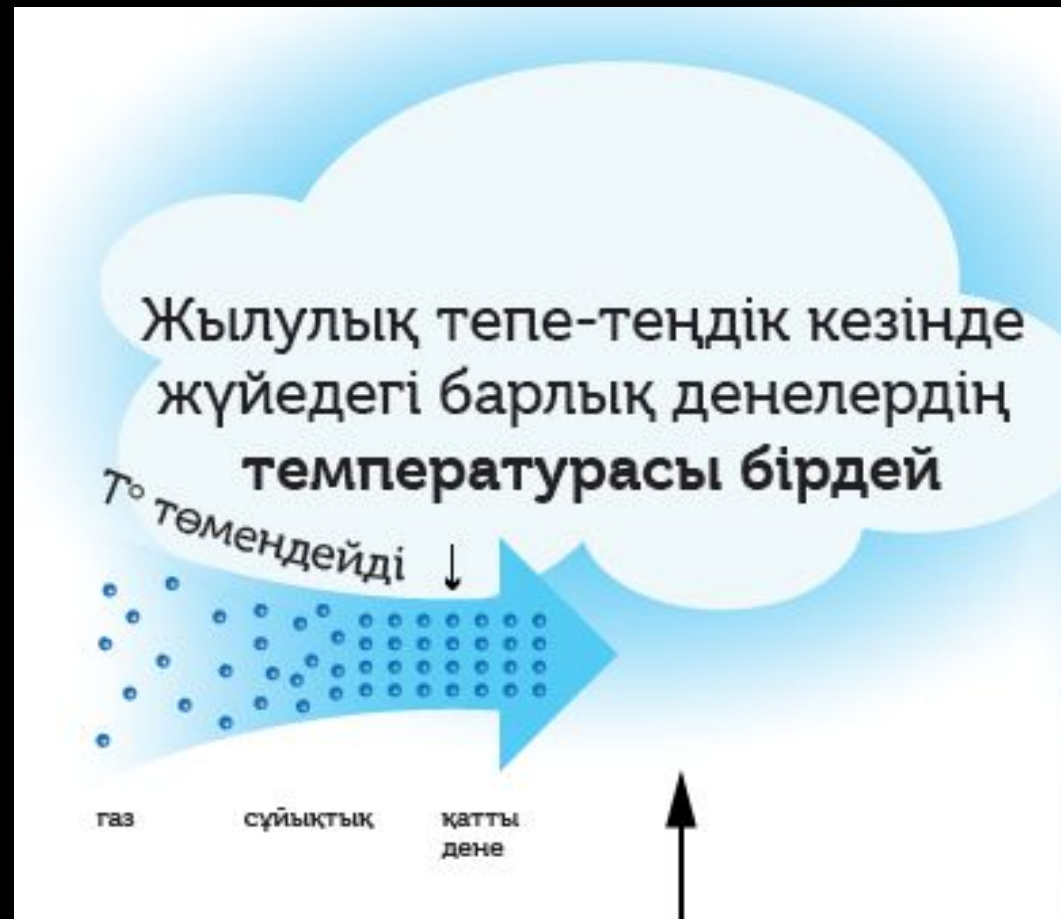 Жылулық тепе-теңдік кезінде
жүйедегі барлық денелердің
температурасы бірдей
T° төмендейді ↓
газ
сұйықтық
қатты
дене